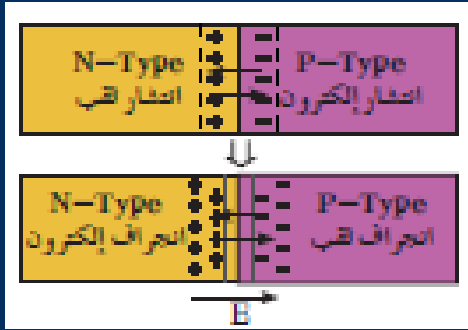 N-Type
انتشار ثقب
P-Type
انتشار إلكترون
N-Type
انجراف إلكترون
P-Type
انجراف ثقب
E